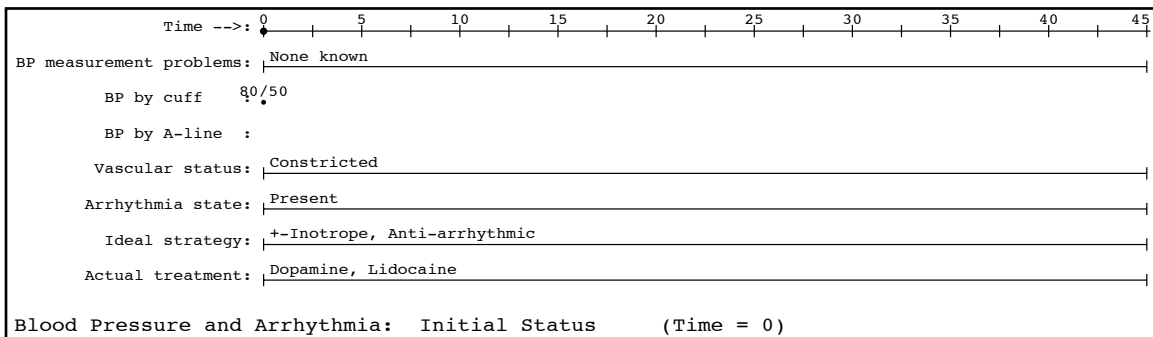 0 5 10 15 20 25 30 35 40 45
Time -->:
BP measurement problems: None known
BP by cuff : 80/50
BP by A-line :
Vascular status: Constricted
Arrhythmia state: Present
Ideal strategy: +-Inotrope, Anti-arrhythmic
Actual treatment: Dopamine, Lidocaine
Blood Pressure and Arrhythmia: Initial Status (Time = 0)